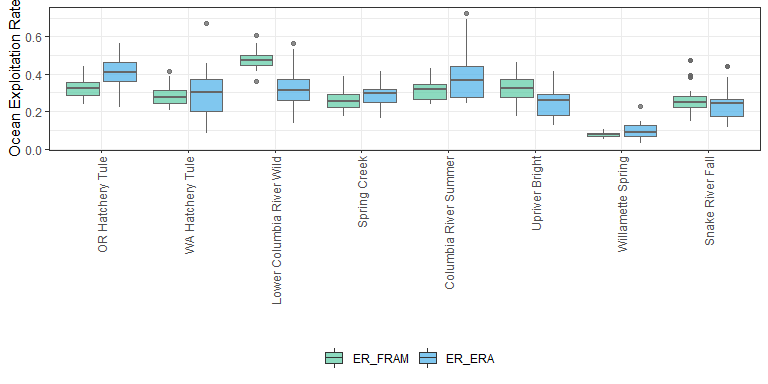 Ocean Exploitation Rate
0.6
0.4
0.2
0.0
OR Hatchery Tule
WA Hatchery Tule
Lower Columbia River Wild
Spring Creek
Columbia River Summer
Upriver Bright
Willamette Spring
Snake River Fall
ER_FRAM ER_ERA